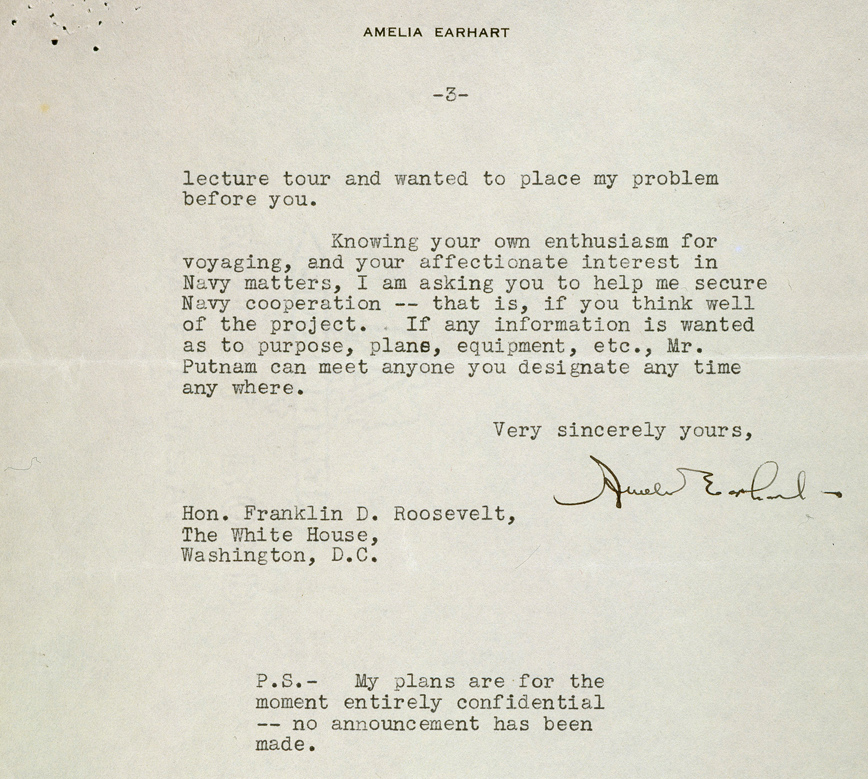 AMELIA EARHART
-3-
lecture tour and wanted to place my problem
before you.
Knowing your own enthusiasm for
voyaging, and your affectionate interest in
Navy matters, I am asking you to help me secure
Navy cooperation -- that is, if you think well
of the project. If any information is wanted
as to purpose, plans, equipment, etc., Mr.
Putnam can meet anyone you designate any time
any where.
Very sincerely yours,
Amelia Earhart
Hon. Franklin D. Roosevelt,
The White House,
Washington, D.C.
P.S.- My plans are for the
moment entirely confidential
-- no announcement has been
made.